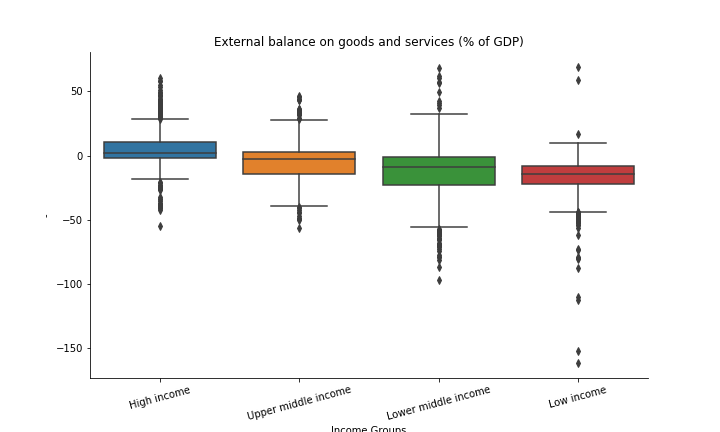 External balance on goods and services (% of GDP)
50
0
−50
−100
−150
-
High income
Upper middle income
Lower middle income
Low income
Income Groups